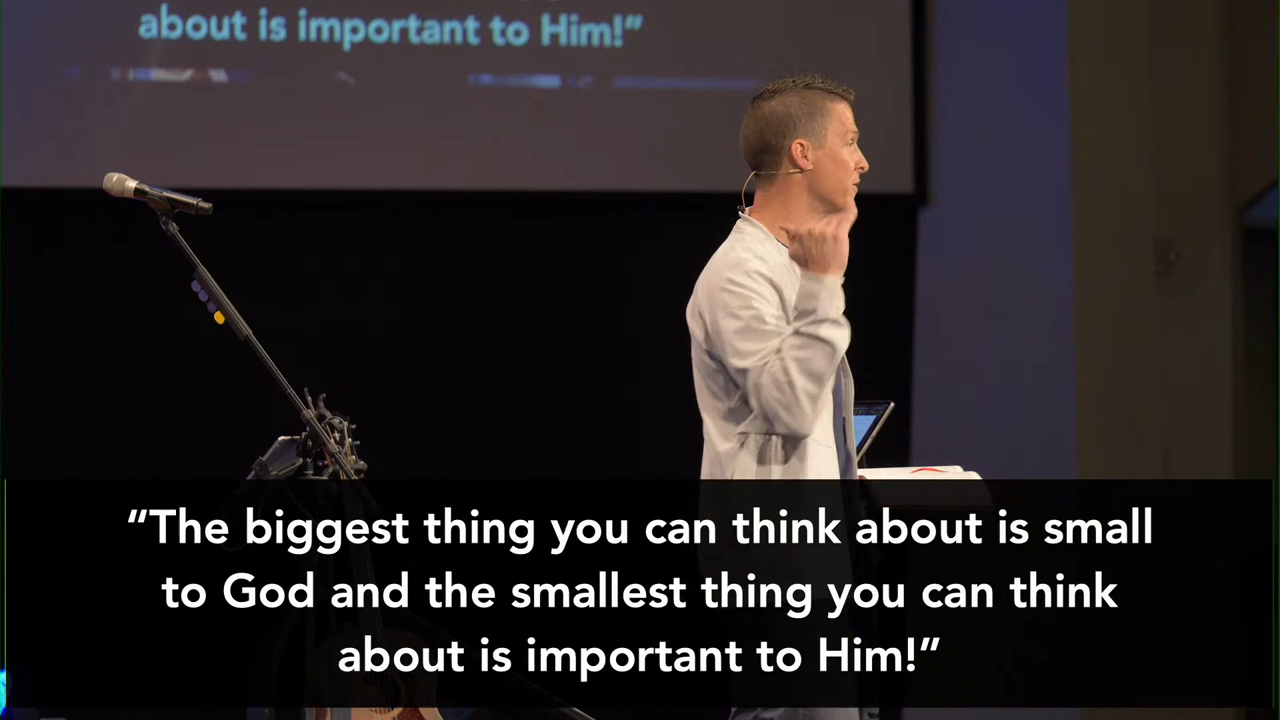 about is important to Him!”
“The biggest thing you can think about is small
to God and the smallest thing you can think
about is important to Him!”